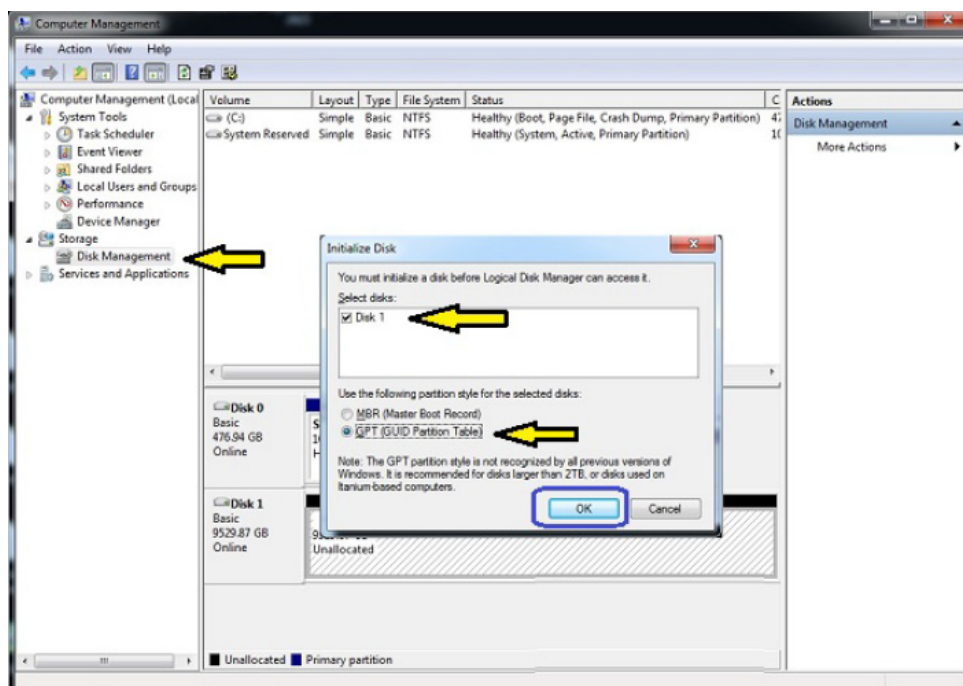 Computer Management
File Action View Help
Computer Management (Local
System Tools
Task Scheduler
Event Viewer
Shared Folders
Local Users and Groups
Performance
Device Manager
Storage
Disk Management
Services and Applications
Volume Layout Type File System Status C
(C:) Simple Basic NTFS Healthy (Boot, Page File, Crash Dump, Primary Partition) 47
System Reserved Simple Basic NTFS Healthy (System, Active, Primary Partition) 10
Actions
Disk Management
More Actions
Initialize Disk
You must initialize a disk before Logical Disk Manager can access it.
Select disks:
Disk 1
Use the following partition style for the selected disks:
MBR (Master Boot Record)
GPT (GUID Partition Table)
Note: The GPT partition style is not recognized by all previous versions of
Windows. It is recommended for disks larger than 2TB, or disks used on
Itanium-based computers.
OK Cancel
Disk 0
Basic
476.94 GB
Online
S
10
H
Disk 1
Basic
9529.87 GB
Online
Unallocated
Unallocated Primary partition